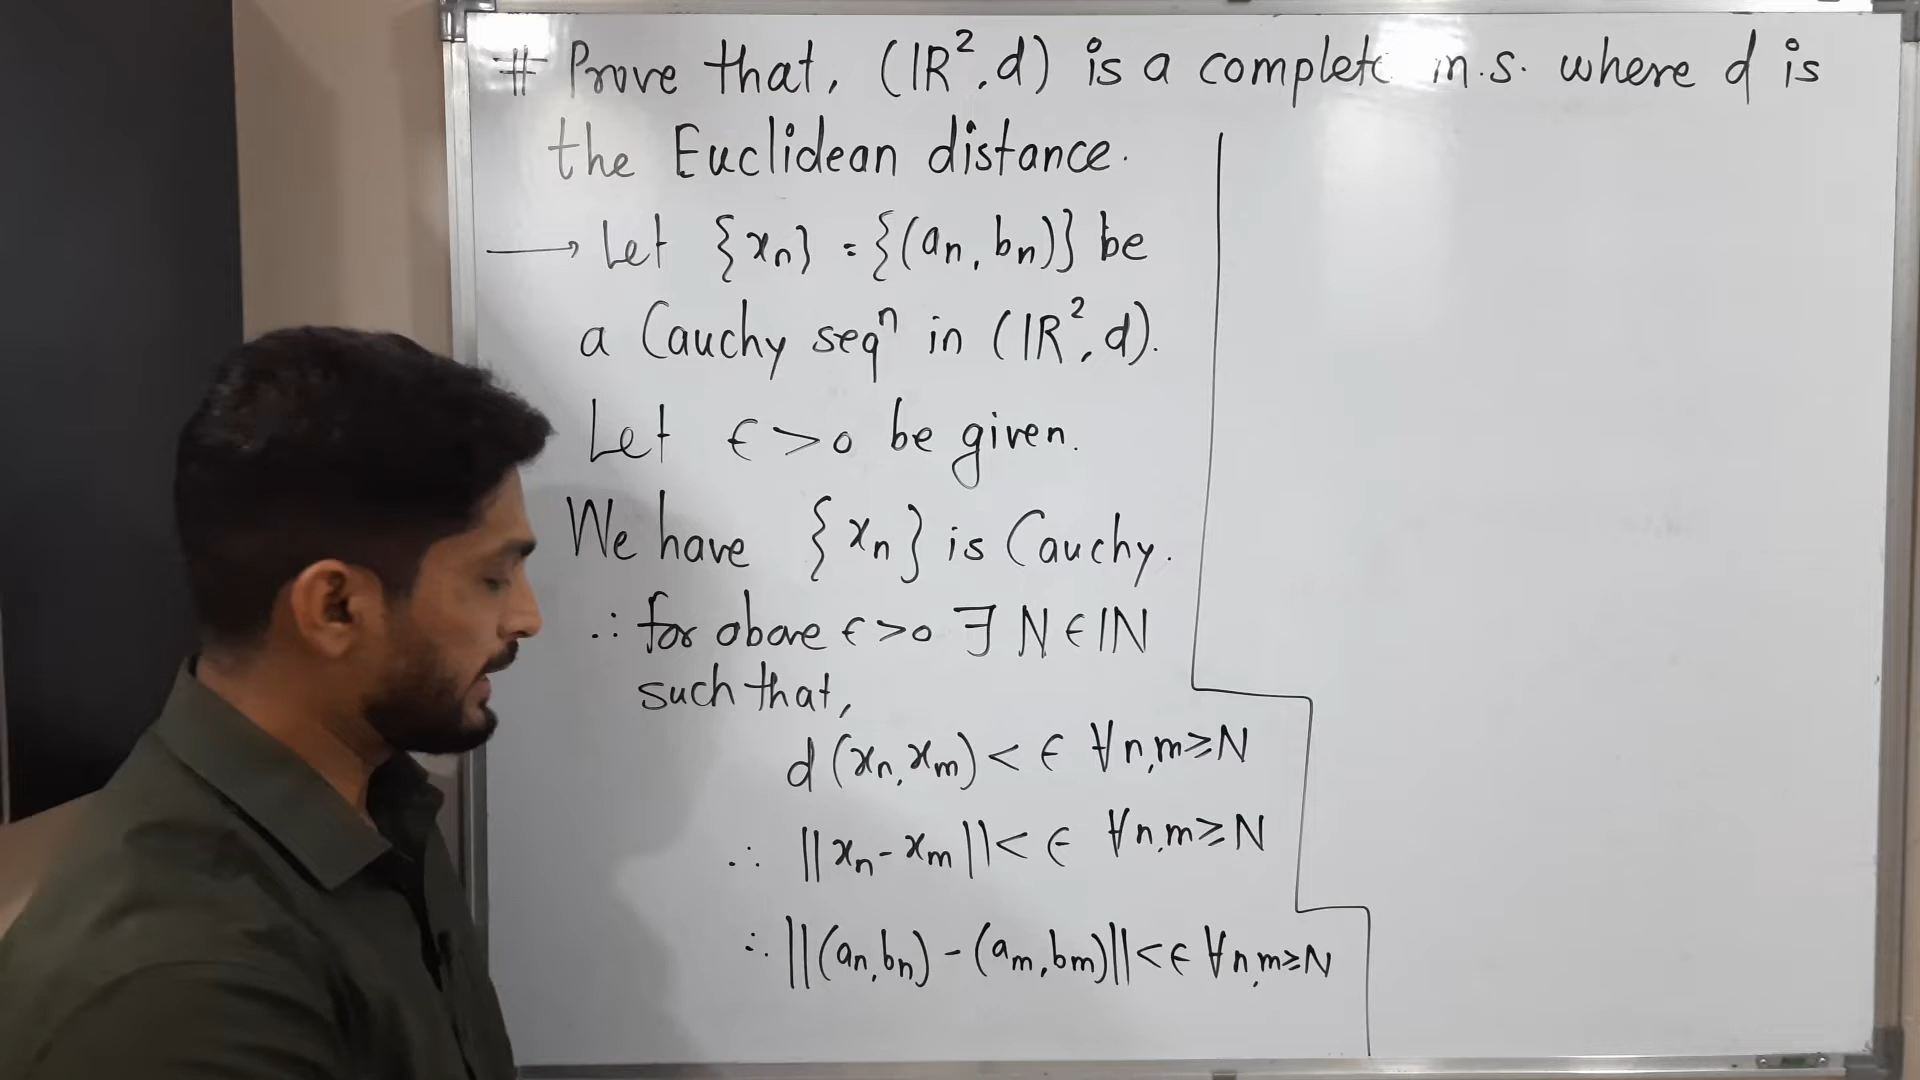 # Prove that, (IR², d) is a complete m.s. where d is
the Euclidean distance.
→ Let {xₙ} = {(aₙ, bₙ)} be
a Cauchy seqⁿ in (IR², d).
Let ϵ > 0 be given.
We have {xₙ} is Cauchy.
∴ for above ϵ > 0 ∃ N ∈ IN
such that,
d(xₙ, xₘ) < ϵ ∀ n, m ≥ N
∴ ||xₙ - xₘ|| < ϵ ∀ n, m ≥ N
∴ ||(aₙ, bₙ) - (aₘ, bₘ)|| < ϵ ∀ n, m ≥ N